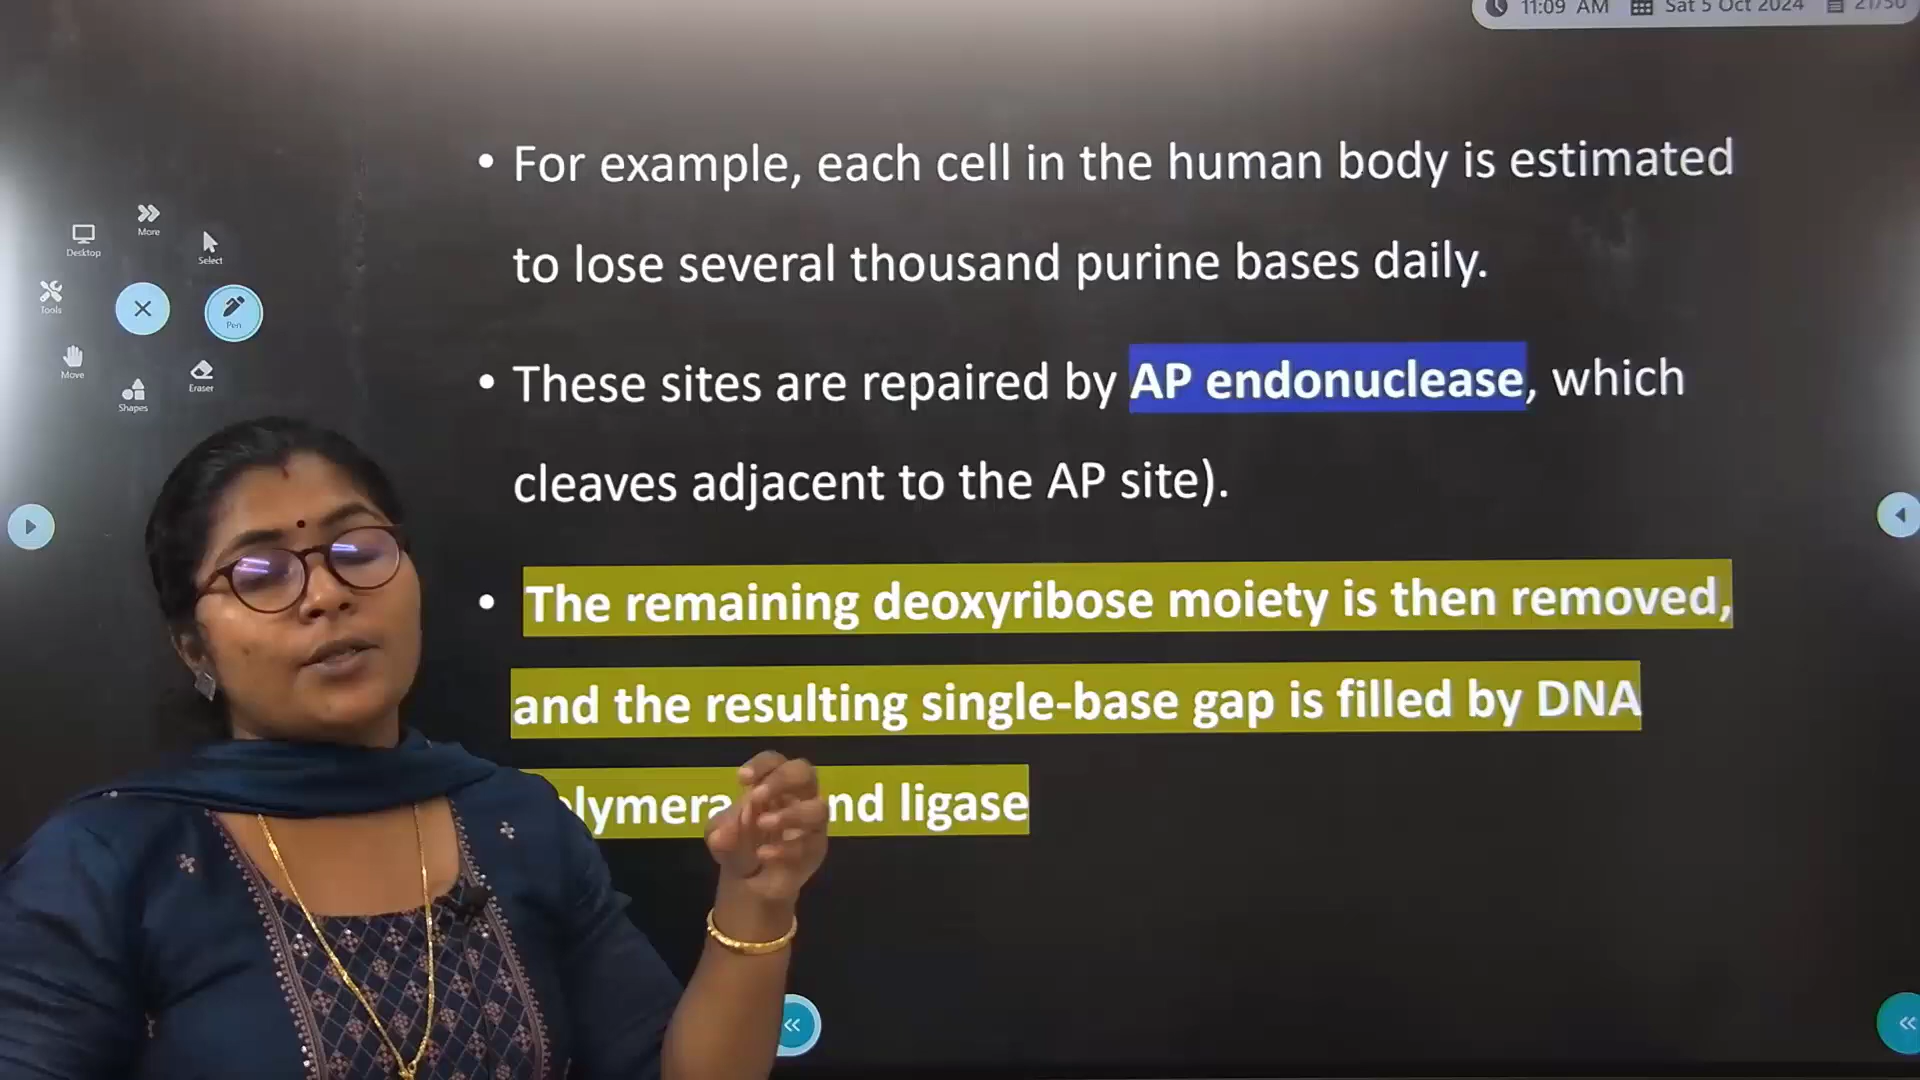 11:09 AM Sat 5 Oct 2024 21/50
• For example, each cell in the human body is estimated
to lose several thousand purine bases daily.
• These sites are repaired by AP endonuclease, which
cleaves adjacent to the AP site).
• The remaining deoxyribose moiety is then removed,
and the resulting single-base gap is filled by DNA
ligase
More
Desktop
Select
Tools
Pen
Move
Eraser
Shapes